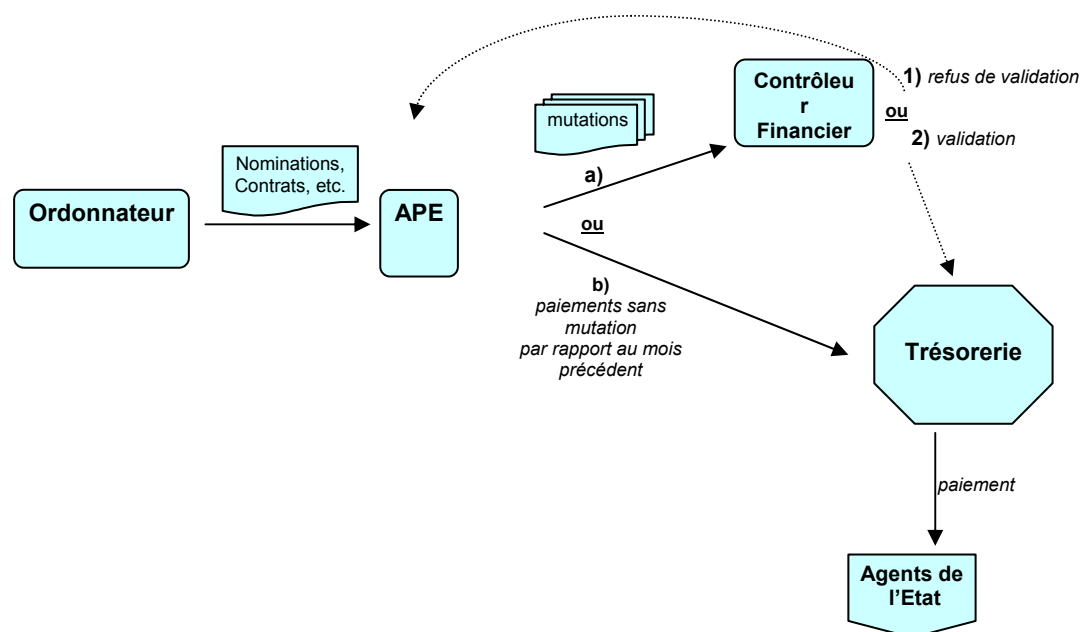 Ordonnateur
Nominations,
Contrats, etc.
APE
mutations
a)
ou
b)
paiements sans
mutation
par rapport au mois
précédent
Contrôleu
r
Financier
1) refus de validation
ou
2) validation
Trésorerie
paiement
Agents de
l'Etat